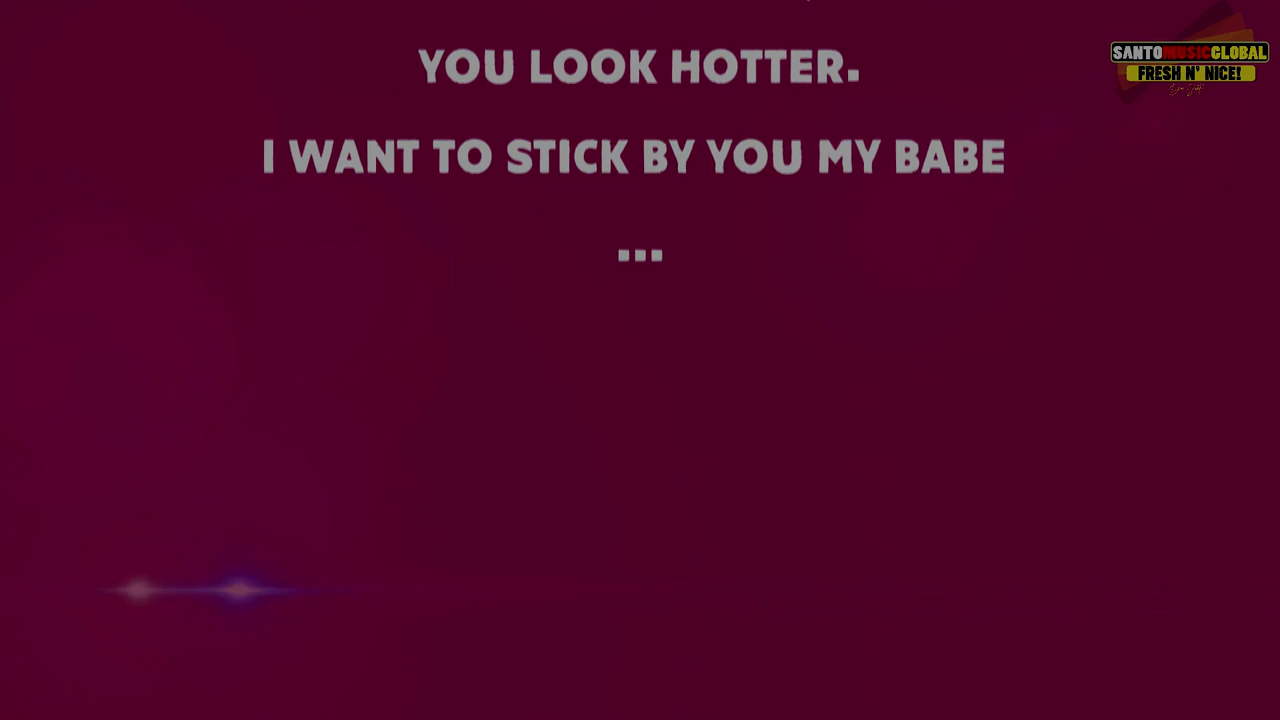 YOU LOOK HOTTER.
I WANT TO STICK BY YOU MY BABE
...
SANTOMUSICGLOBAL
FRESH N' NICE!